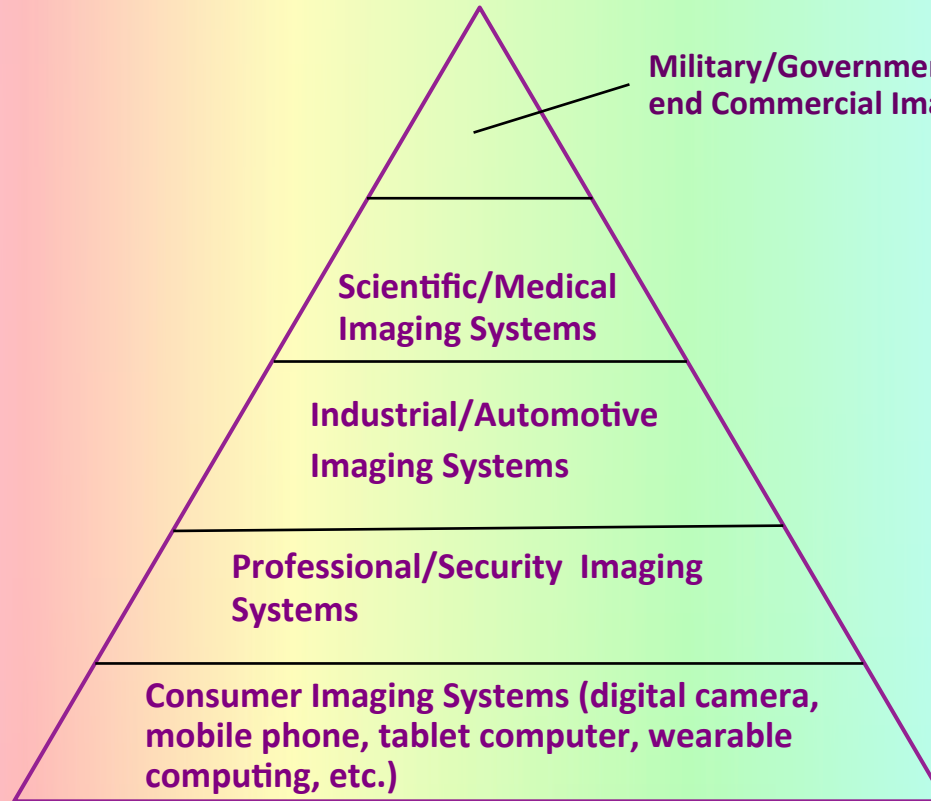 Military/Governme
end Commercial Ima
Scientific/Medical
Imaging Systems
Industrial/Automotive
Imaging Systems
Professional/Security Imaging
Systems
Consumer Imaging Systems (digital camera,
mobile phone, tablet computer, wearable
computing, etc.)